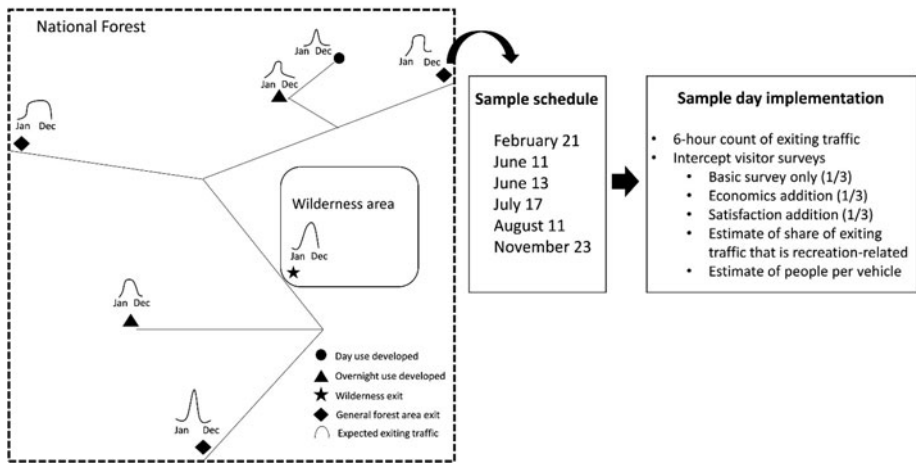 National Forest
Jan Dec
Jan Dec
Jan Dec
Jan Dec
Wilderness area
Jan Dec
Jan Dec
Jan Dec
Day use developed
Overnight use developed
Wilderness exit
General forest area exit
Expected exiting traffic
Sample schedule
February 21
June 11
June 13
July 17
August 11
November 23
Sample day implementation
• 6-hour count of exiting traffic
• Intercept visitor surveys
• Basic survey only (1/3)
• Economics addition (1/3)
• Satisfaction addition (1/3)
• Estimate of share of exiting
traffic that is recreation-related
• Estimate of people per vehicle